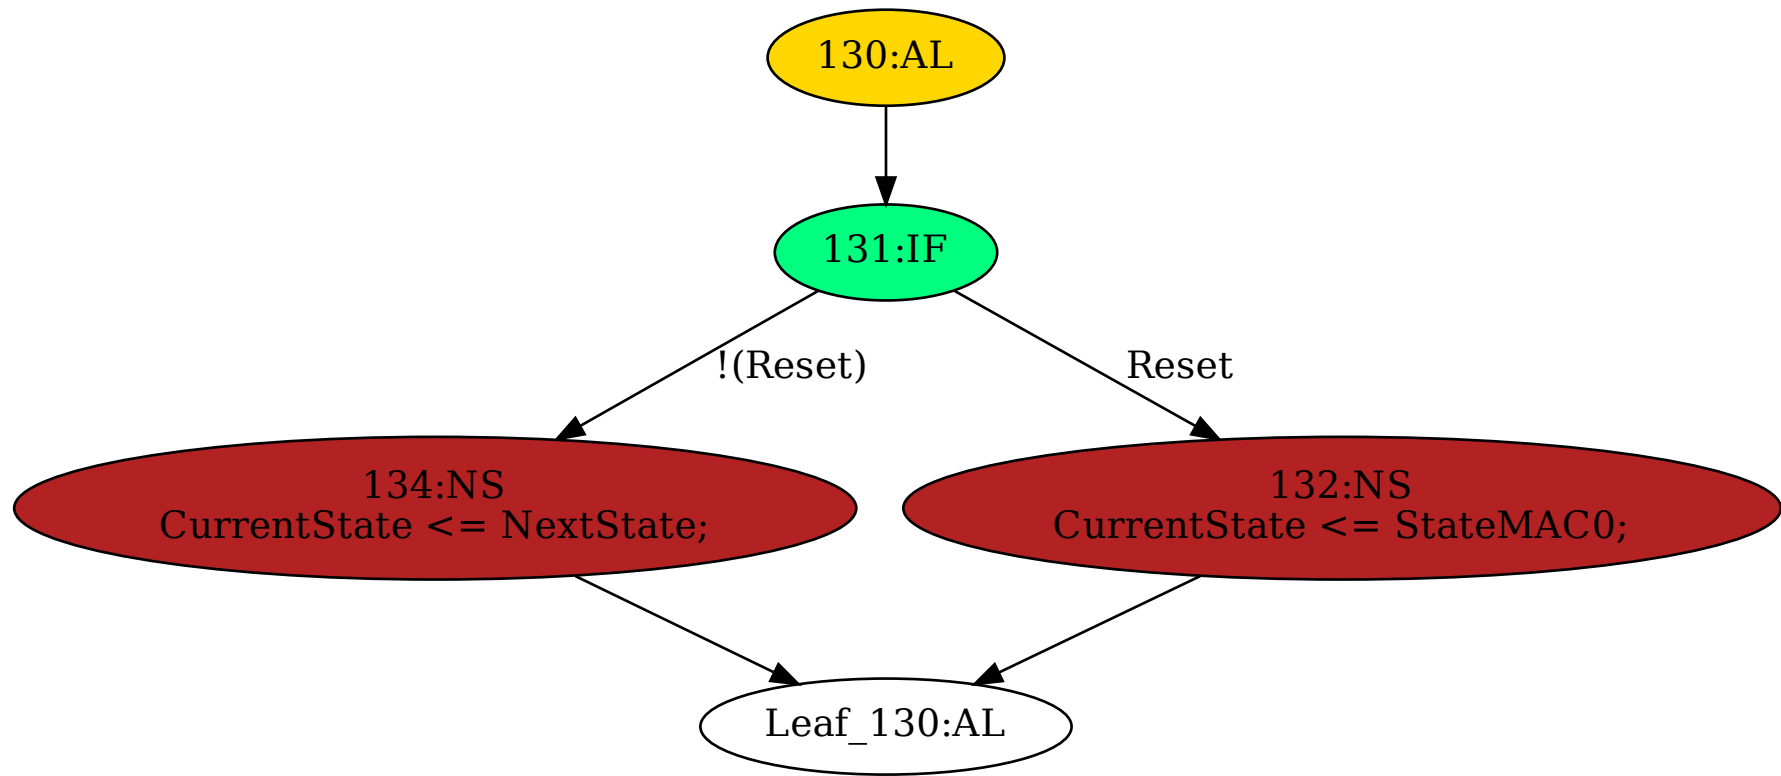 130:AL
131:IF
!(Reset)
Reset
134:NS
CurrentState <= NextState;
132:NS
CurrentState <= StateMAC0;
Leaf_130:AL